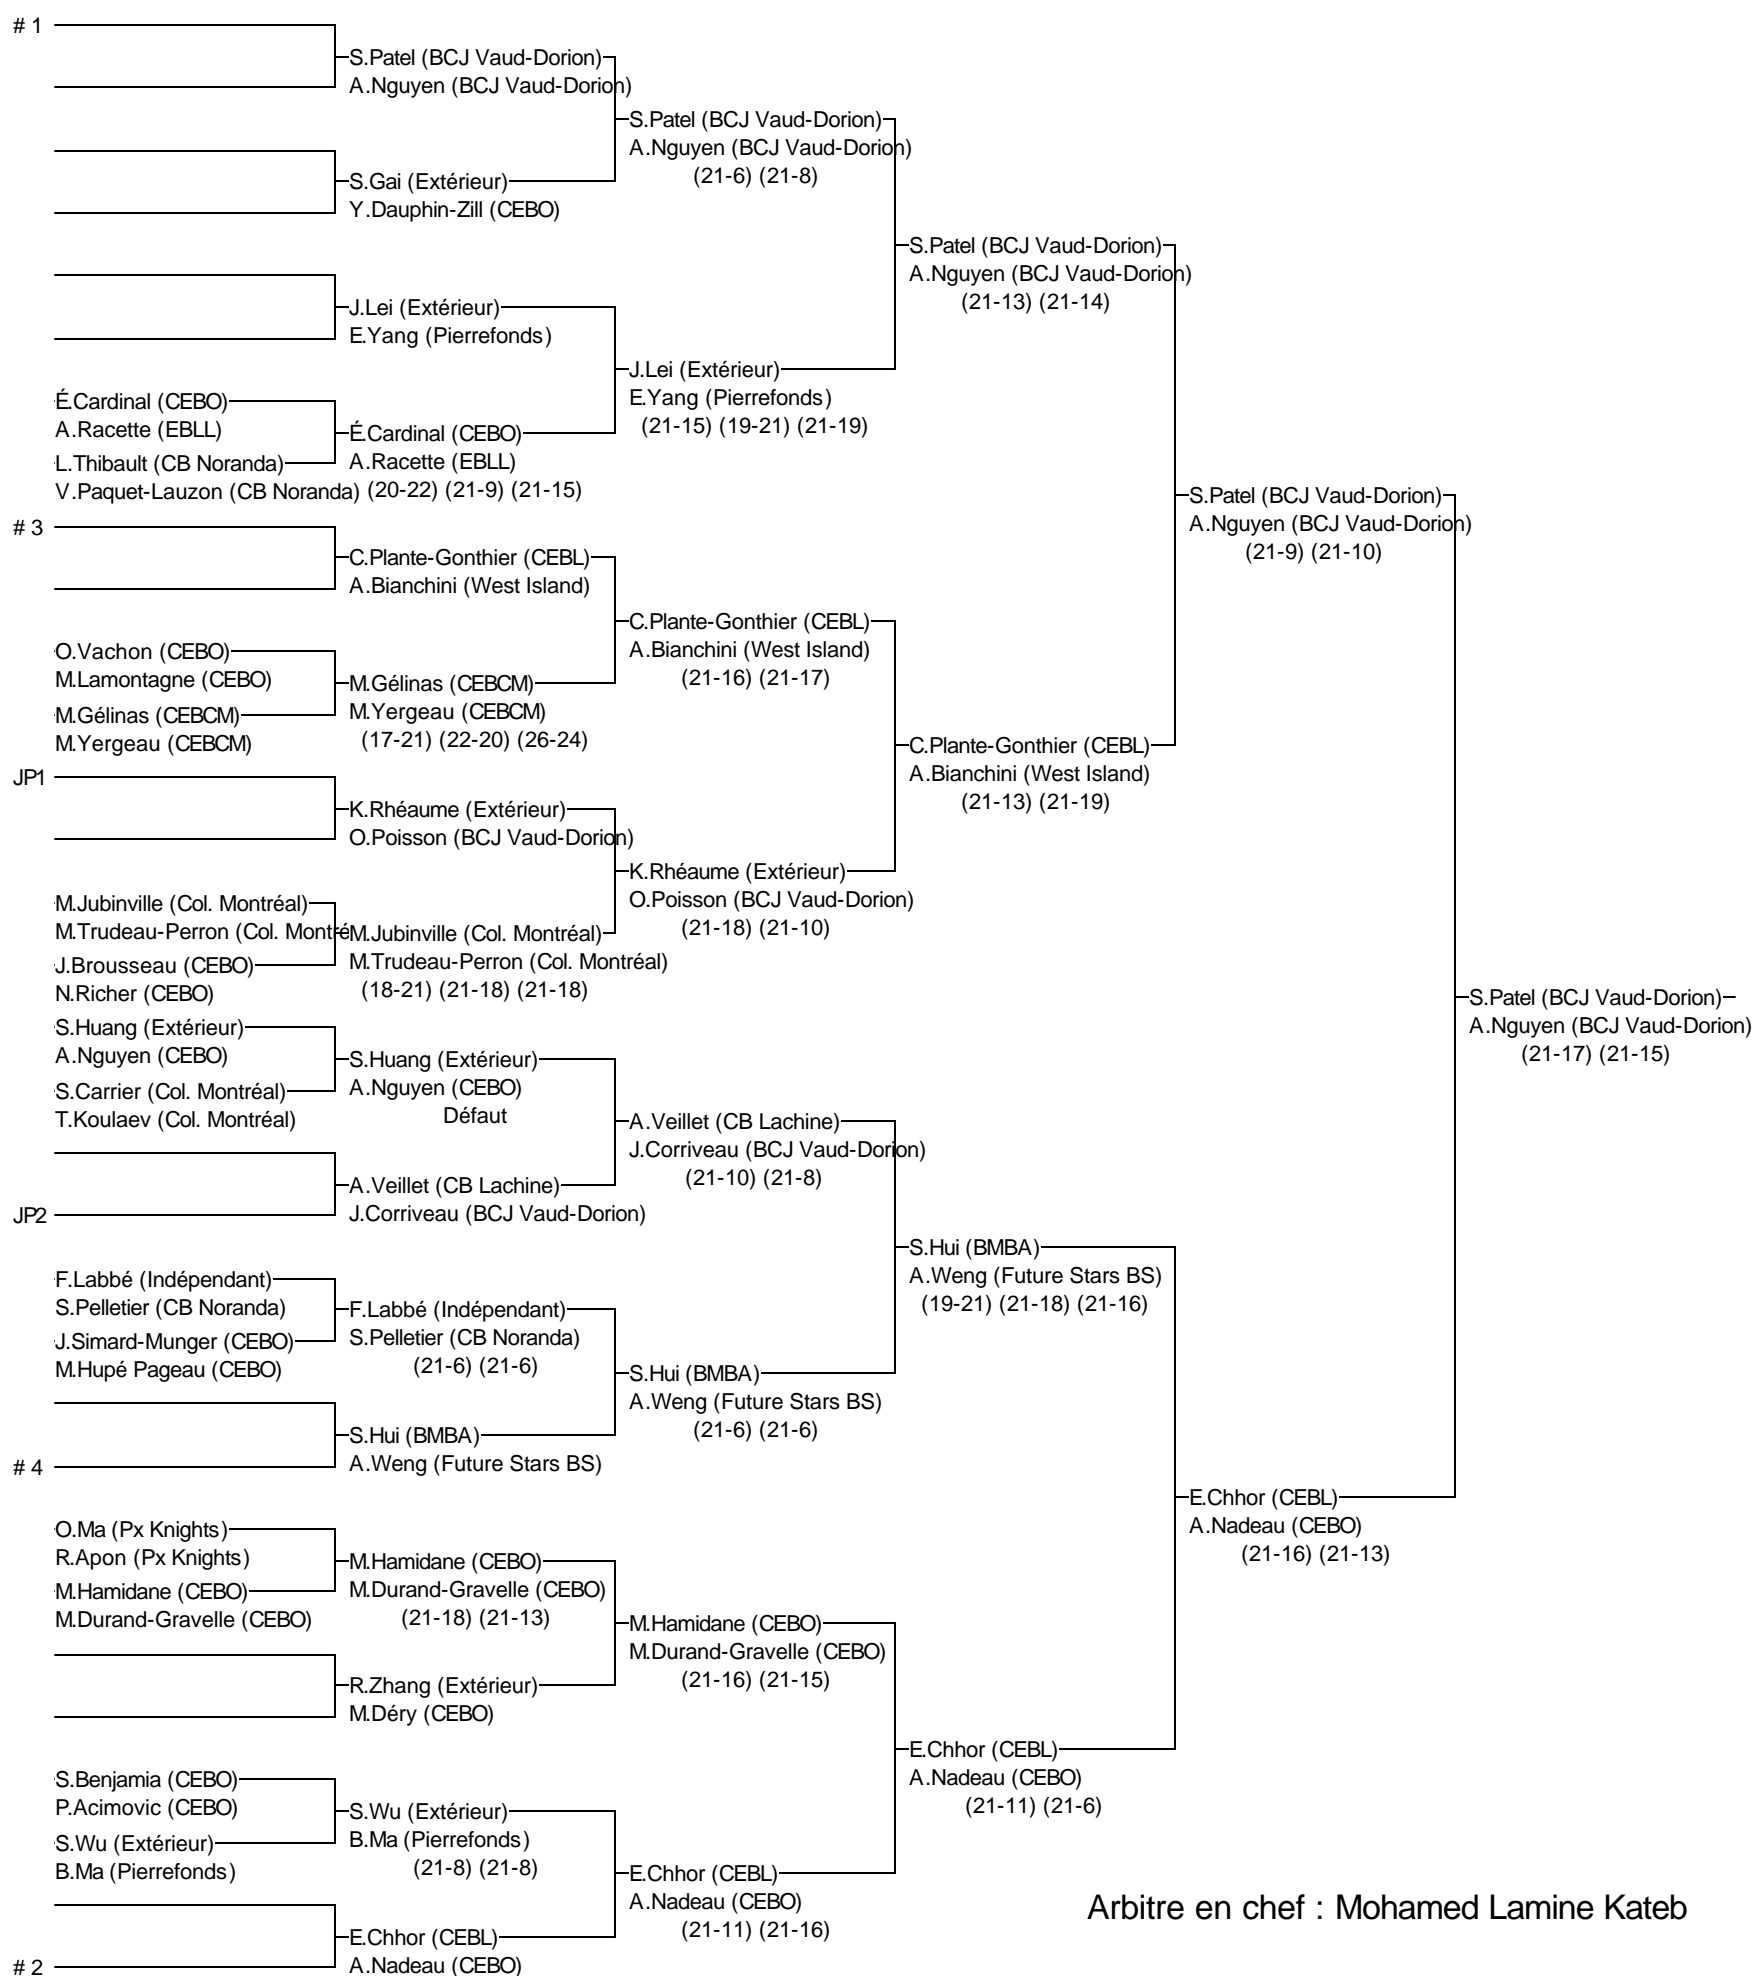 # 1
S.Patel (BCJ Vaud-Dorion)
A.Nguyen (BCJ Vaud-Dorion)
S.Patel (BCJ Vaud-Dorion)
A.Nguyen (BCJ Vaud-Dorion)
(21-6) (21-8)
S.Gai (Extérieur)
Y.Dauphin-Zill (CEBO)
S.Patel (BCJ Vaud-Dorion)
A.Nguyen (BCJ Vaud-Dorion)
(21-13) (21-14)
J.Lei (Extérieur)
E.Yang (Pierrefonds)
J.Lei (Extérieur)
E.Yang (Pierrefonds)
(21-15) (19-21) (21-19)
É.Cardinal (CEBO)
A.Racette (EBLL)
É.Cardinal (CEBO)
A.Racette (EBLL)
(20-22) (21-9) (21-15)
L.Thibault (CB Noranda)
V.Paquet-Lauzon (CB Noranda)
S.Patel (BCJ Vaud-Dorion)
A.Nguyen (BCJ Vaud-Dorion)
(21-9) (21-10)
# 3
C.Plante-Gonthier (CEBL)
A.Bianchini (West Island)
C.Plante-Gonthier (CEBL)
A.Bianchini (West Island)
(21-16) (21-17)
O.Vachon (CEBO)
M.Lamontagne (CEBO)
M.Gélinas (CEBCM)
M.Yergeau (CEBCM)
(17-21) (22-20) (26-24)
M.Gélinas (CEBCM)
M.Yergeau (CEBCM)
C.Plante-Gonthier (CEBL)
A.Bianchini (West Island)
(21-13) (21-19)
JP1
K.Rhéaume (Extérieur)
O.Poisson (BCJ Vaud-Dorion)
K.Rhéaume (Extérieur)
O.Poisson (BCJ Vaud-Dorion)
(21-18) (21-10)
M.Jubinville (Col. Montréal)
M.Trudeau-Perron (Col. Montré
M.Jubinville (Col. Montréal)
M.Trudeau-Perron (Col. Montréal)
(18-21) (21-18) (21-18)
J.Brousseau (CEBO)
N.Richer (CEBO)
S.Patel (BCJ Vaud-Dorion)
A.Nguyen (BCJ Vaud-Dorion)
(21-17) (21-15)
S.Huang (Extérieur)
A.Nguyen (CEBO)
S.Huang (Extérieur)
A.Nguyen (CEBO)
Défaut
S.Carrier (Col. Montréal)
T.Koulaev (Col. Montréal)
A.Veillet (CB Lachine)
J.Corriveau (BCJ Vaud-Dorion)
(21-10) (21-8)
A.Veillet (CB Lachine)
J.Corriveau (BCJ Vaud-Dorion)
JP2
S.Hui (BMBA)
A.Weng (Future Stars BS)
(19-21) (21-18) (21-16)
F.Labbé (Indépendant)
S.Pelletier (CB Noranda)
F.Labbé (Indépendant)
S.Pelletier (CB Noranda)
(21-6) (21-6)
J.Simard-Munger (CEBO)
M.Hupé Pageau (CEBO)
S.Hui (BMBA)
A.Weng (Future Stars BS)
(21-6) (21-6)
S.Hui (BMBA)
A.Weng (Future Stars BS)
# 4
E.Chhor (CEBL)
A.Nadeau (CEBO)
(21-16) (21-13)
O.Ma (Px Knights)
R.Apon (Px Knights)
M.Hamidane (CEBO)
M.Durand-Gravelle (CEBO)
(21-18) (21-13)
M.Hamidane (CEBO)
M.Durand-Gravelle (CEBO)
M.Hamidane (CEBO)
M.Durand-Gravelle (CEBO)
(21-16) (21-15)
R.Zhang (Extérieur)
M.Déry (CEBO)
E.Chhor (CEBL)
A.Nadeau (CEBO)
(21-11) (21-6)
S.Benjamia (CEBO)
P.Acimovic (CEBO)
S.Wu (Extérieur)
B.Ma (Pierrefonds)
(21-8) (21-8)
S.Wu (Extérieur)
B.Ma (Pierrefonds)
E.Chhor (CEBL)
A.Nadeau (CEBO)
(21-11) (21-16)
Arbitre en chef : Mohamed Lamine Kateb
E.Chhor (CEBL)
A.Nadeau (CEBO)
# 2